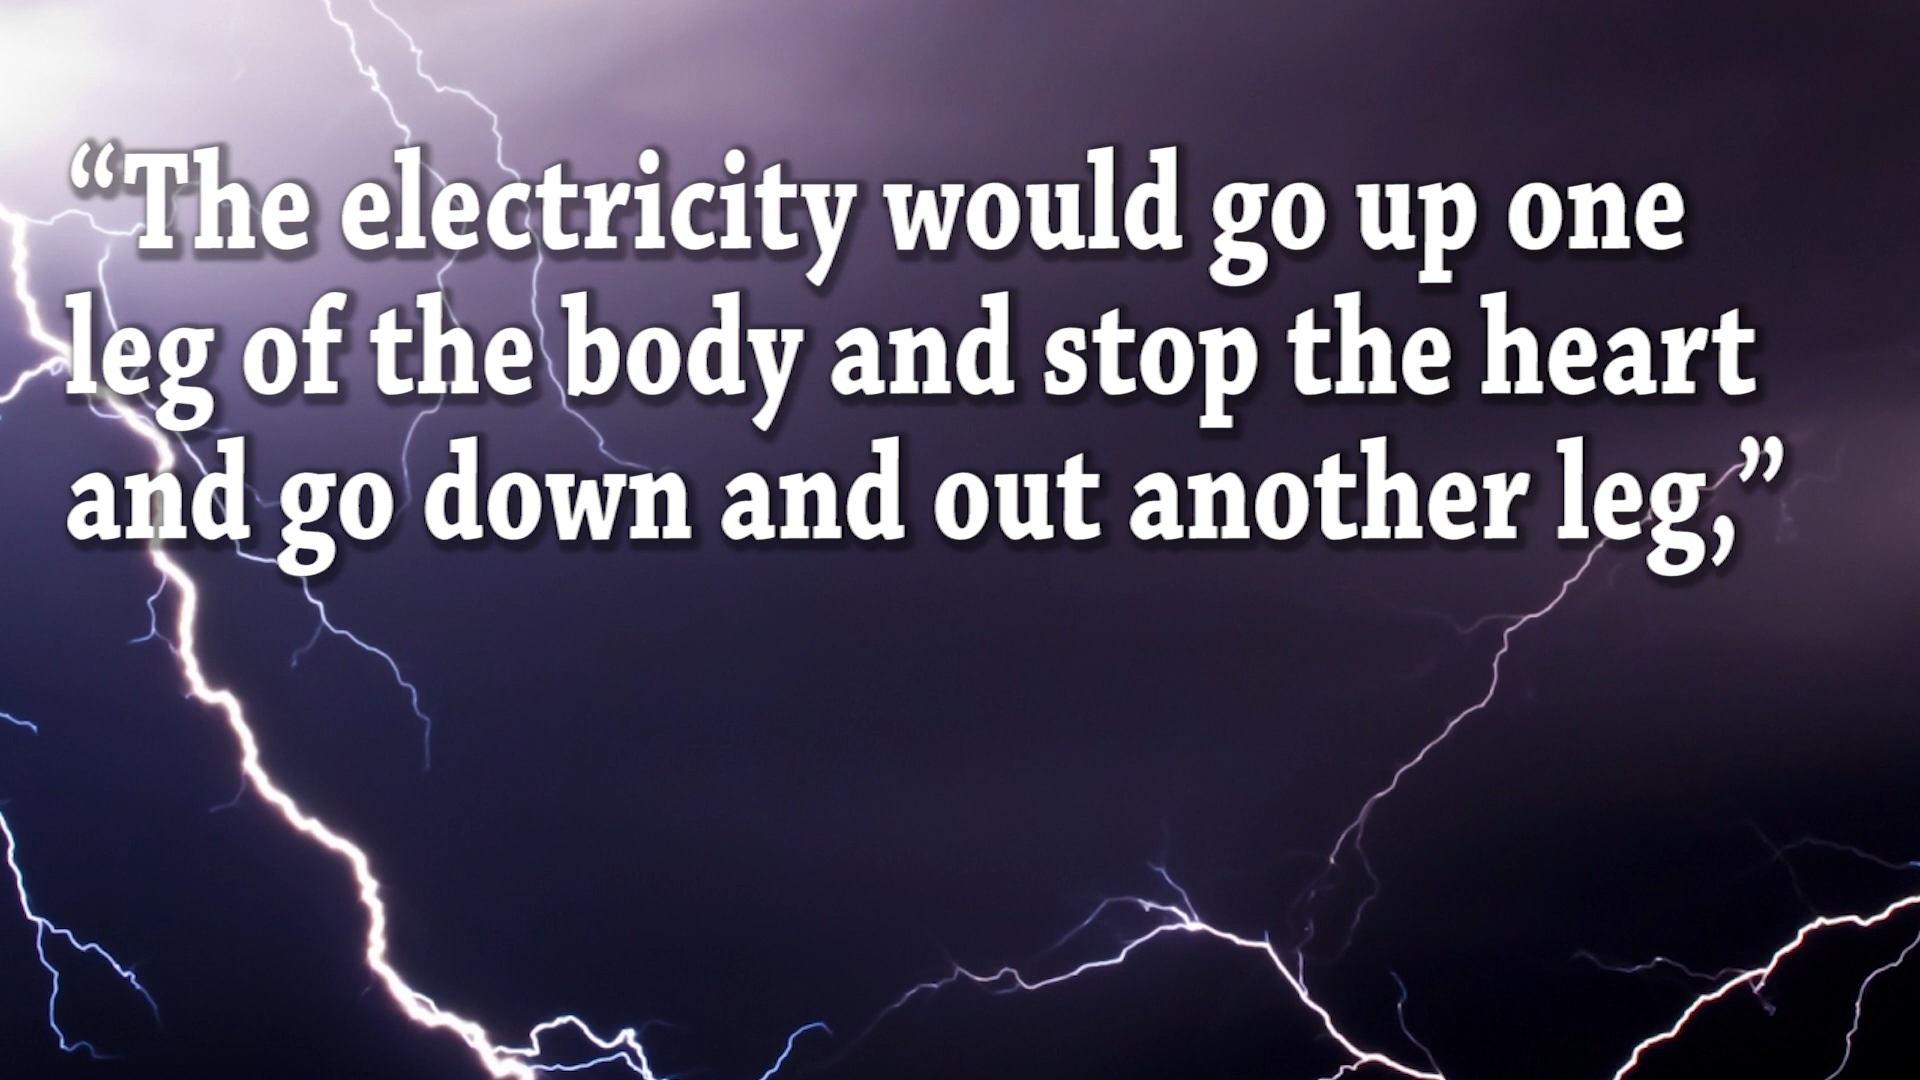 “The electricity would go up one
leg of the body and stop the heart
and go down and out another leg,”